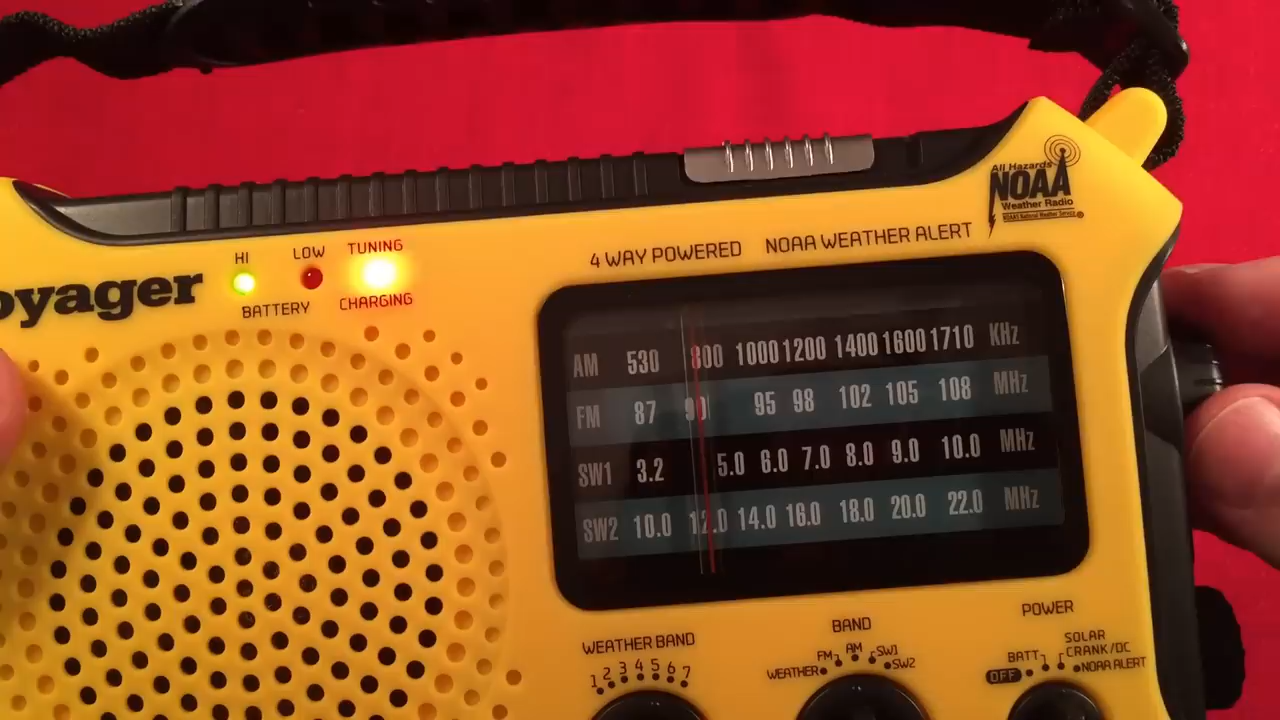 All Hazards
NOAA
Weather Radio
4 WAY POWERED NOAA WEATHER ALERT
HI LOW TUNING
oyager
BATTERY CHARGING
AM 530 800 1000 1200 1400 1600 1710 KHz
FM 87 90 95 98 102 105 108 MHz
SW1 3.2 5.0 6.0 7.0 8.0 9.0 10.0 MHz
SW2 10.0 12.0 14.0 16.0 18.0 20.0 22.0 MHz
WEATHER BAND
1 2 3 4 5 6 7
BAND
WEATHER FM AM SW1 SW2
POWER
OFF BATT SOLAR
CRANK/DC
NOAA ALERT